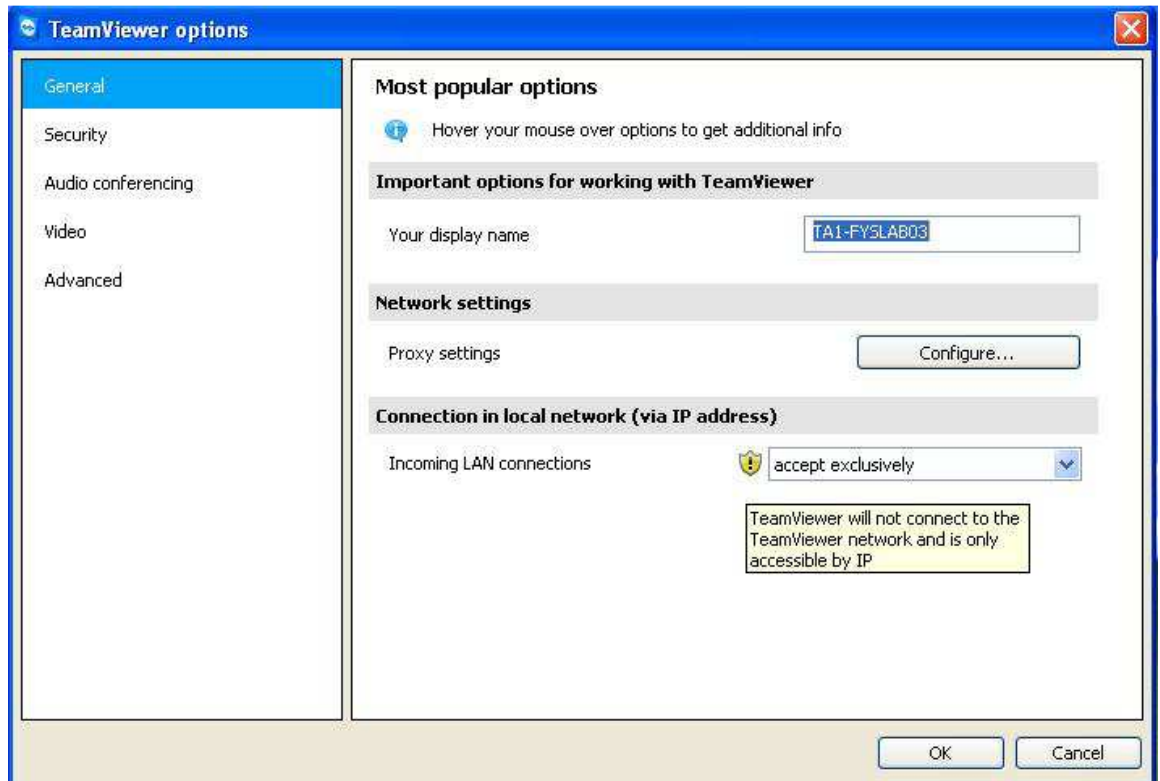 TeamViewer options
General
Security
Audio conferencing
Video
Advanced
Most popular options
Hover your mouse over options to get additional info
Important options for working with TeamViewer
Your display name
TA1-FYSLAB03
Network settings
Proxy settings
Configure...
Connection in local network (via IP address)
Incoming LAN connections
accept exclusively
TeamViewer will not connect to the
TeamViewer network and is only
accessible by IP
OK
Cancel